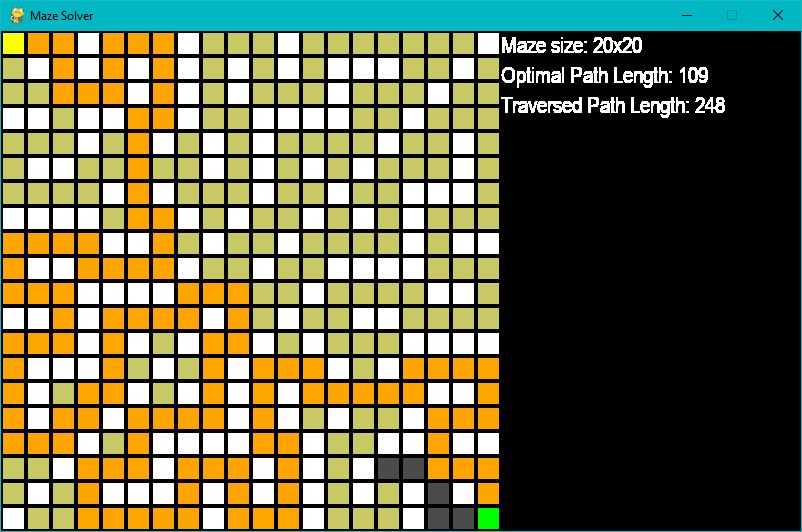 Maze Solver
Maze size: 20x20
Optimal Path Length: 109
Traversed Path Length: 248